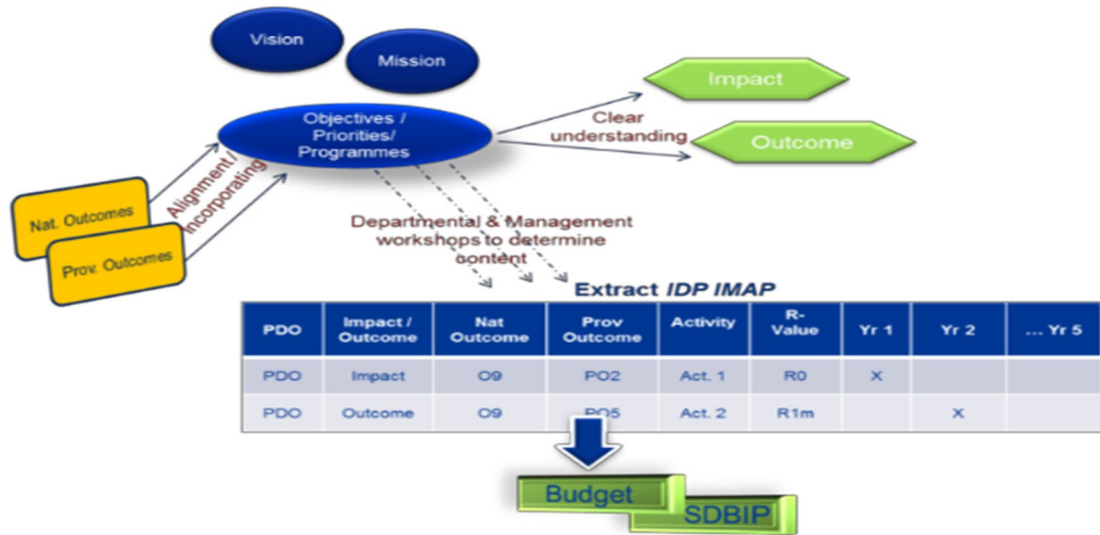 Vision
Mission
Objectives /
Priorities/
Programmes
Impact
Clear
understanding
Outcome
Alignment /
Incorporating
Nat. Outcomes
Prov. Outcomes
Departmental & Management
workshops to determine
content
Extract IDP IMAP
PDO Impact / Outcome Nat Outcome Prov Outcome Activity R-Value Yr 1 Yr 2 ... Yr 5
PDO Impact O9 PO2 Act. 1 R0 X
PDO Outcome O9 PO5 Act. 2 R1m X
Budget
SDBIP